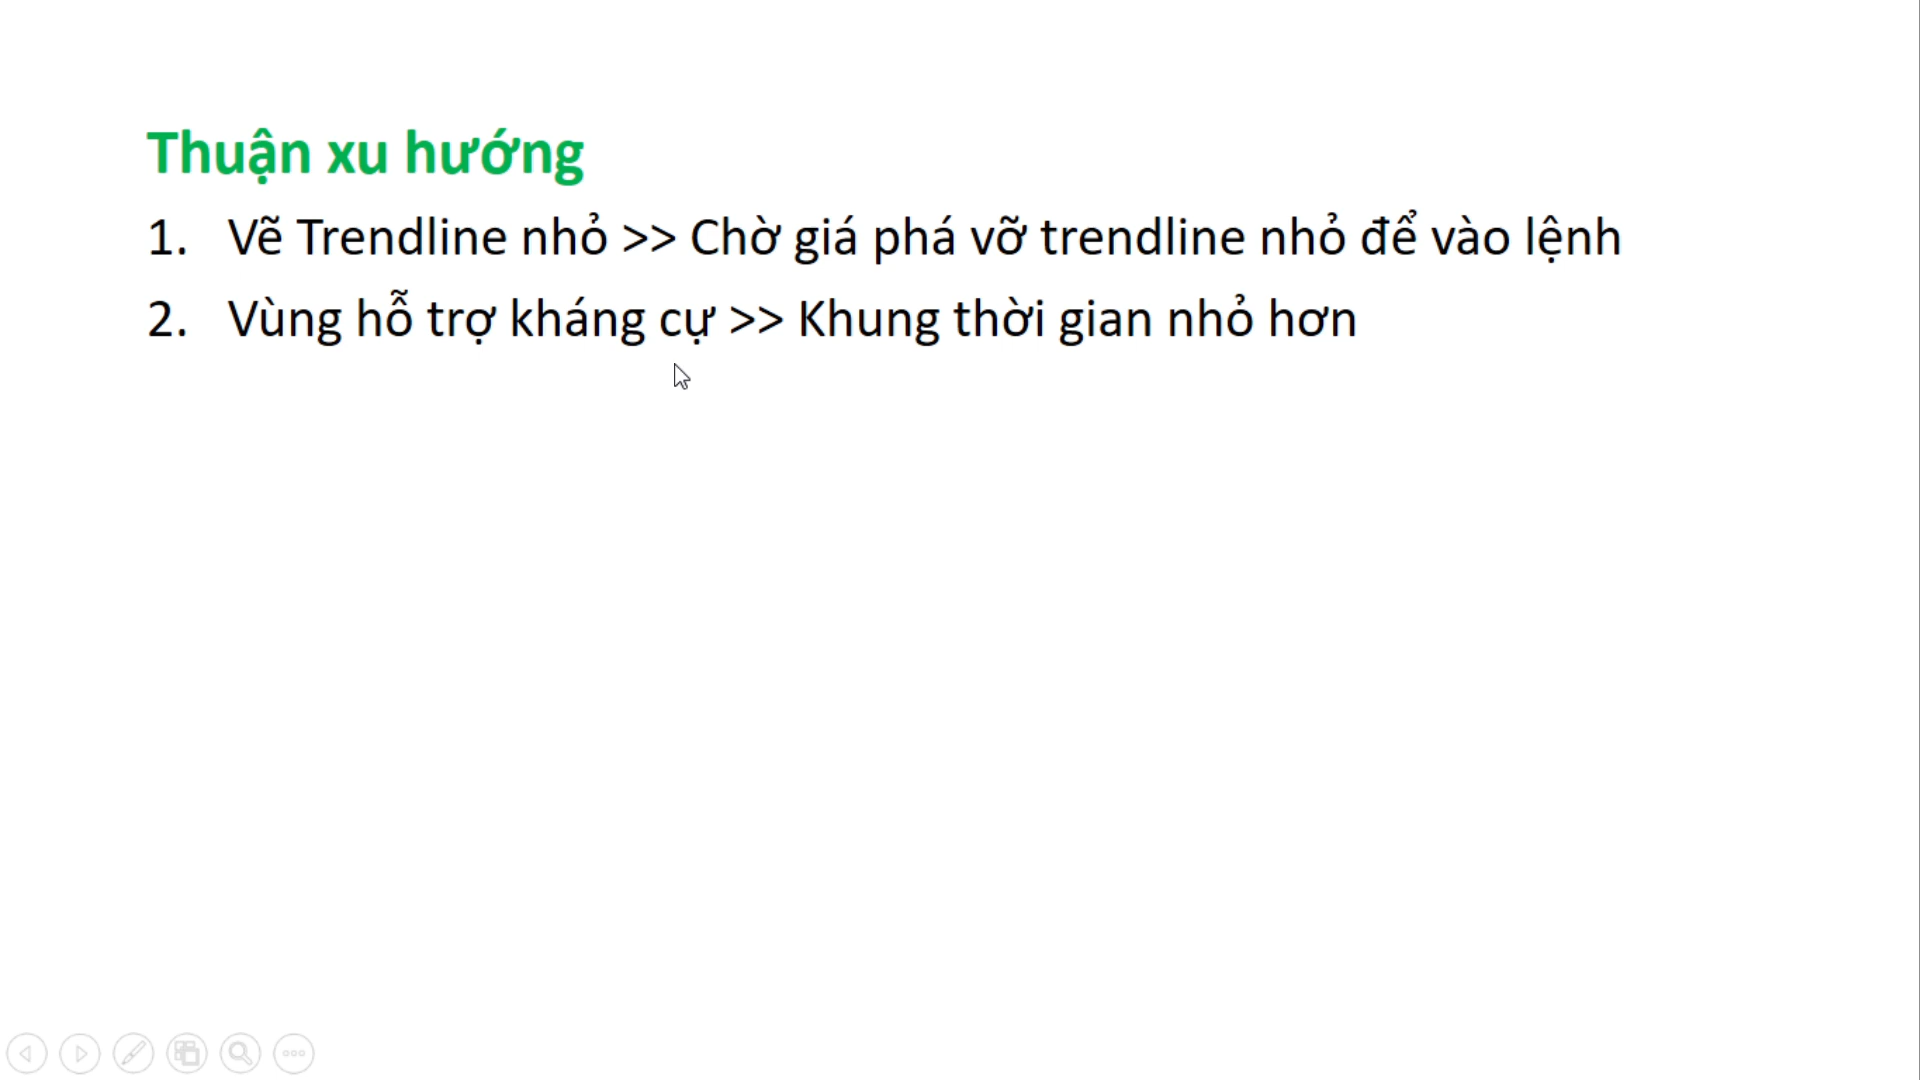 Thuận xu hướng
1. Vẽ Trendline nhỏ >> Chờ giá phá vỡ trendline nhỏ để vào lệnh
2. Vùng hỗ trợ kháng cự >> Khung thời gian nhỏ hơn